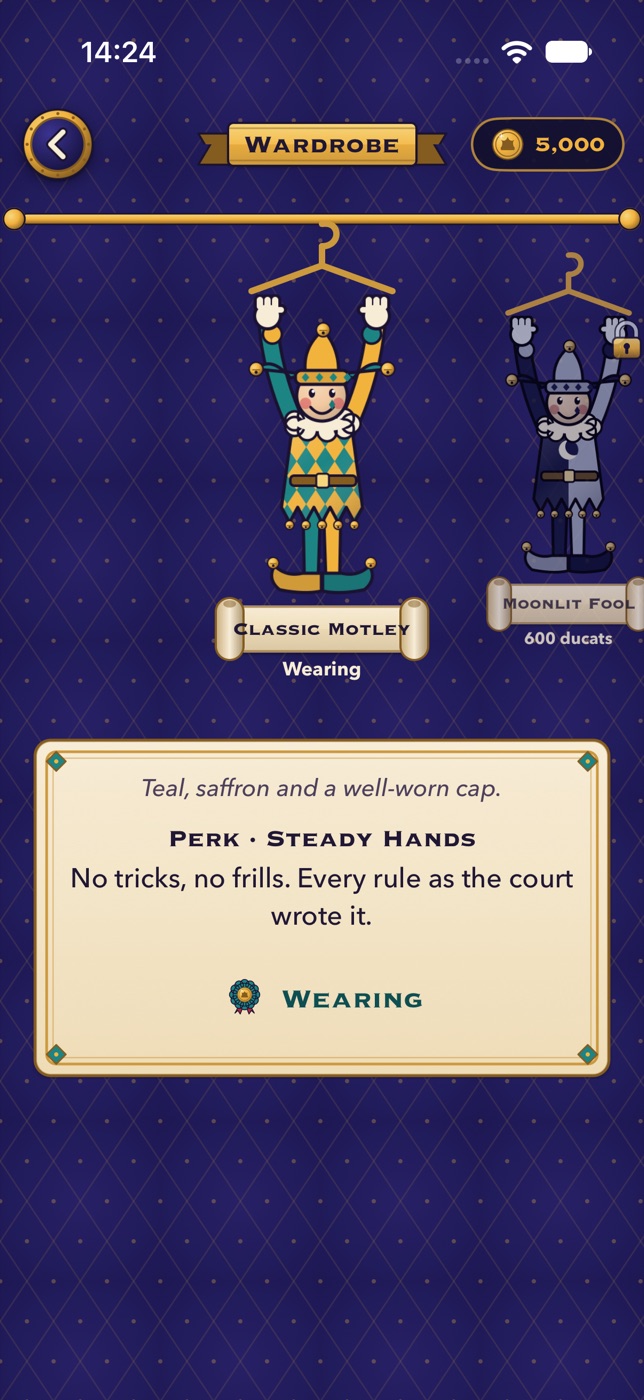 14:24
WARDROBE
5,000
CLASSIC MOTLEY
Wearing
MOONLIT FOOL
600 ducats
Teal, saffron and a well-worn cap.
PERK · STEADY HANDS
No tricks, no frills. Every rule as the court
wrote it.
WEARING